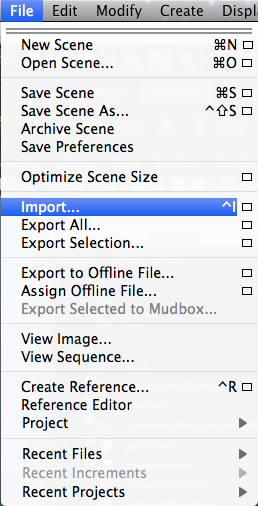 File Edit Modify Create Displ
New Scene ⌘N
Open Scene... ⌘O
Save Scene ⌘S
Save Scene As... ^⇧S
Archive Scene
Save Preferences
Optimize Scene Size
Import... ^I
Export All...
Export Selection...
Export to Offline File...
Assign Offline File...
Export Selected to Mudbox...
View Image...
View Sequence...
Create Reference... ^R
Reference Editor
Project
Recent Files
Recent Increments
Recent Projects